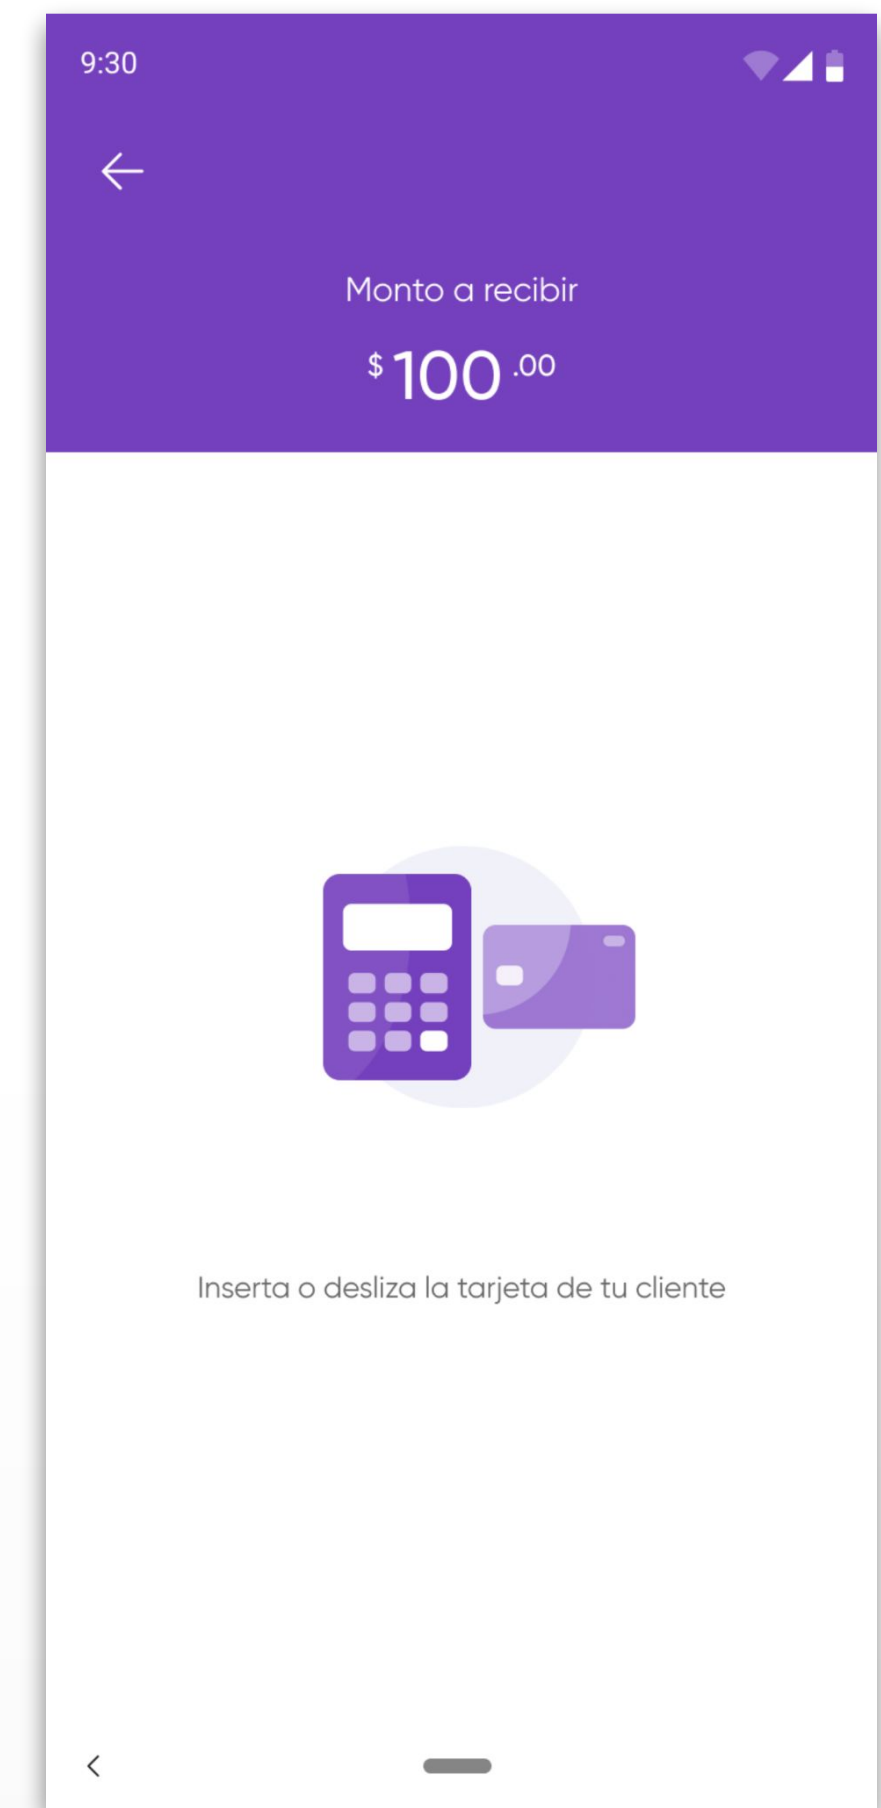 9:30
Monto a recibir
$100.00
Inserta o desliza la tarjeta de tu cliente